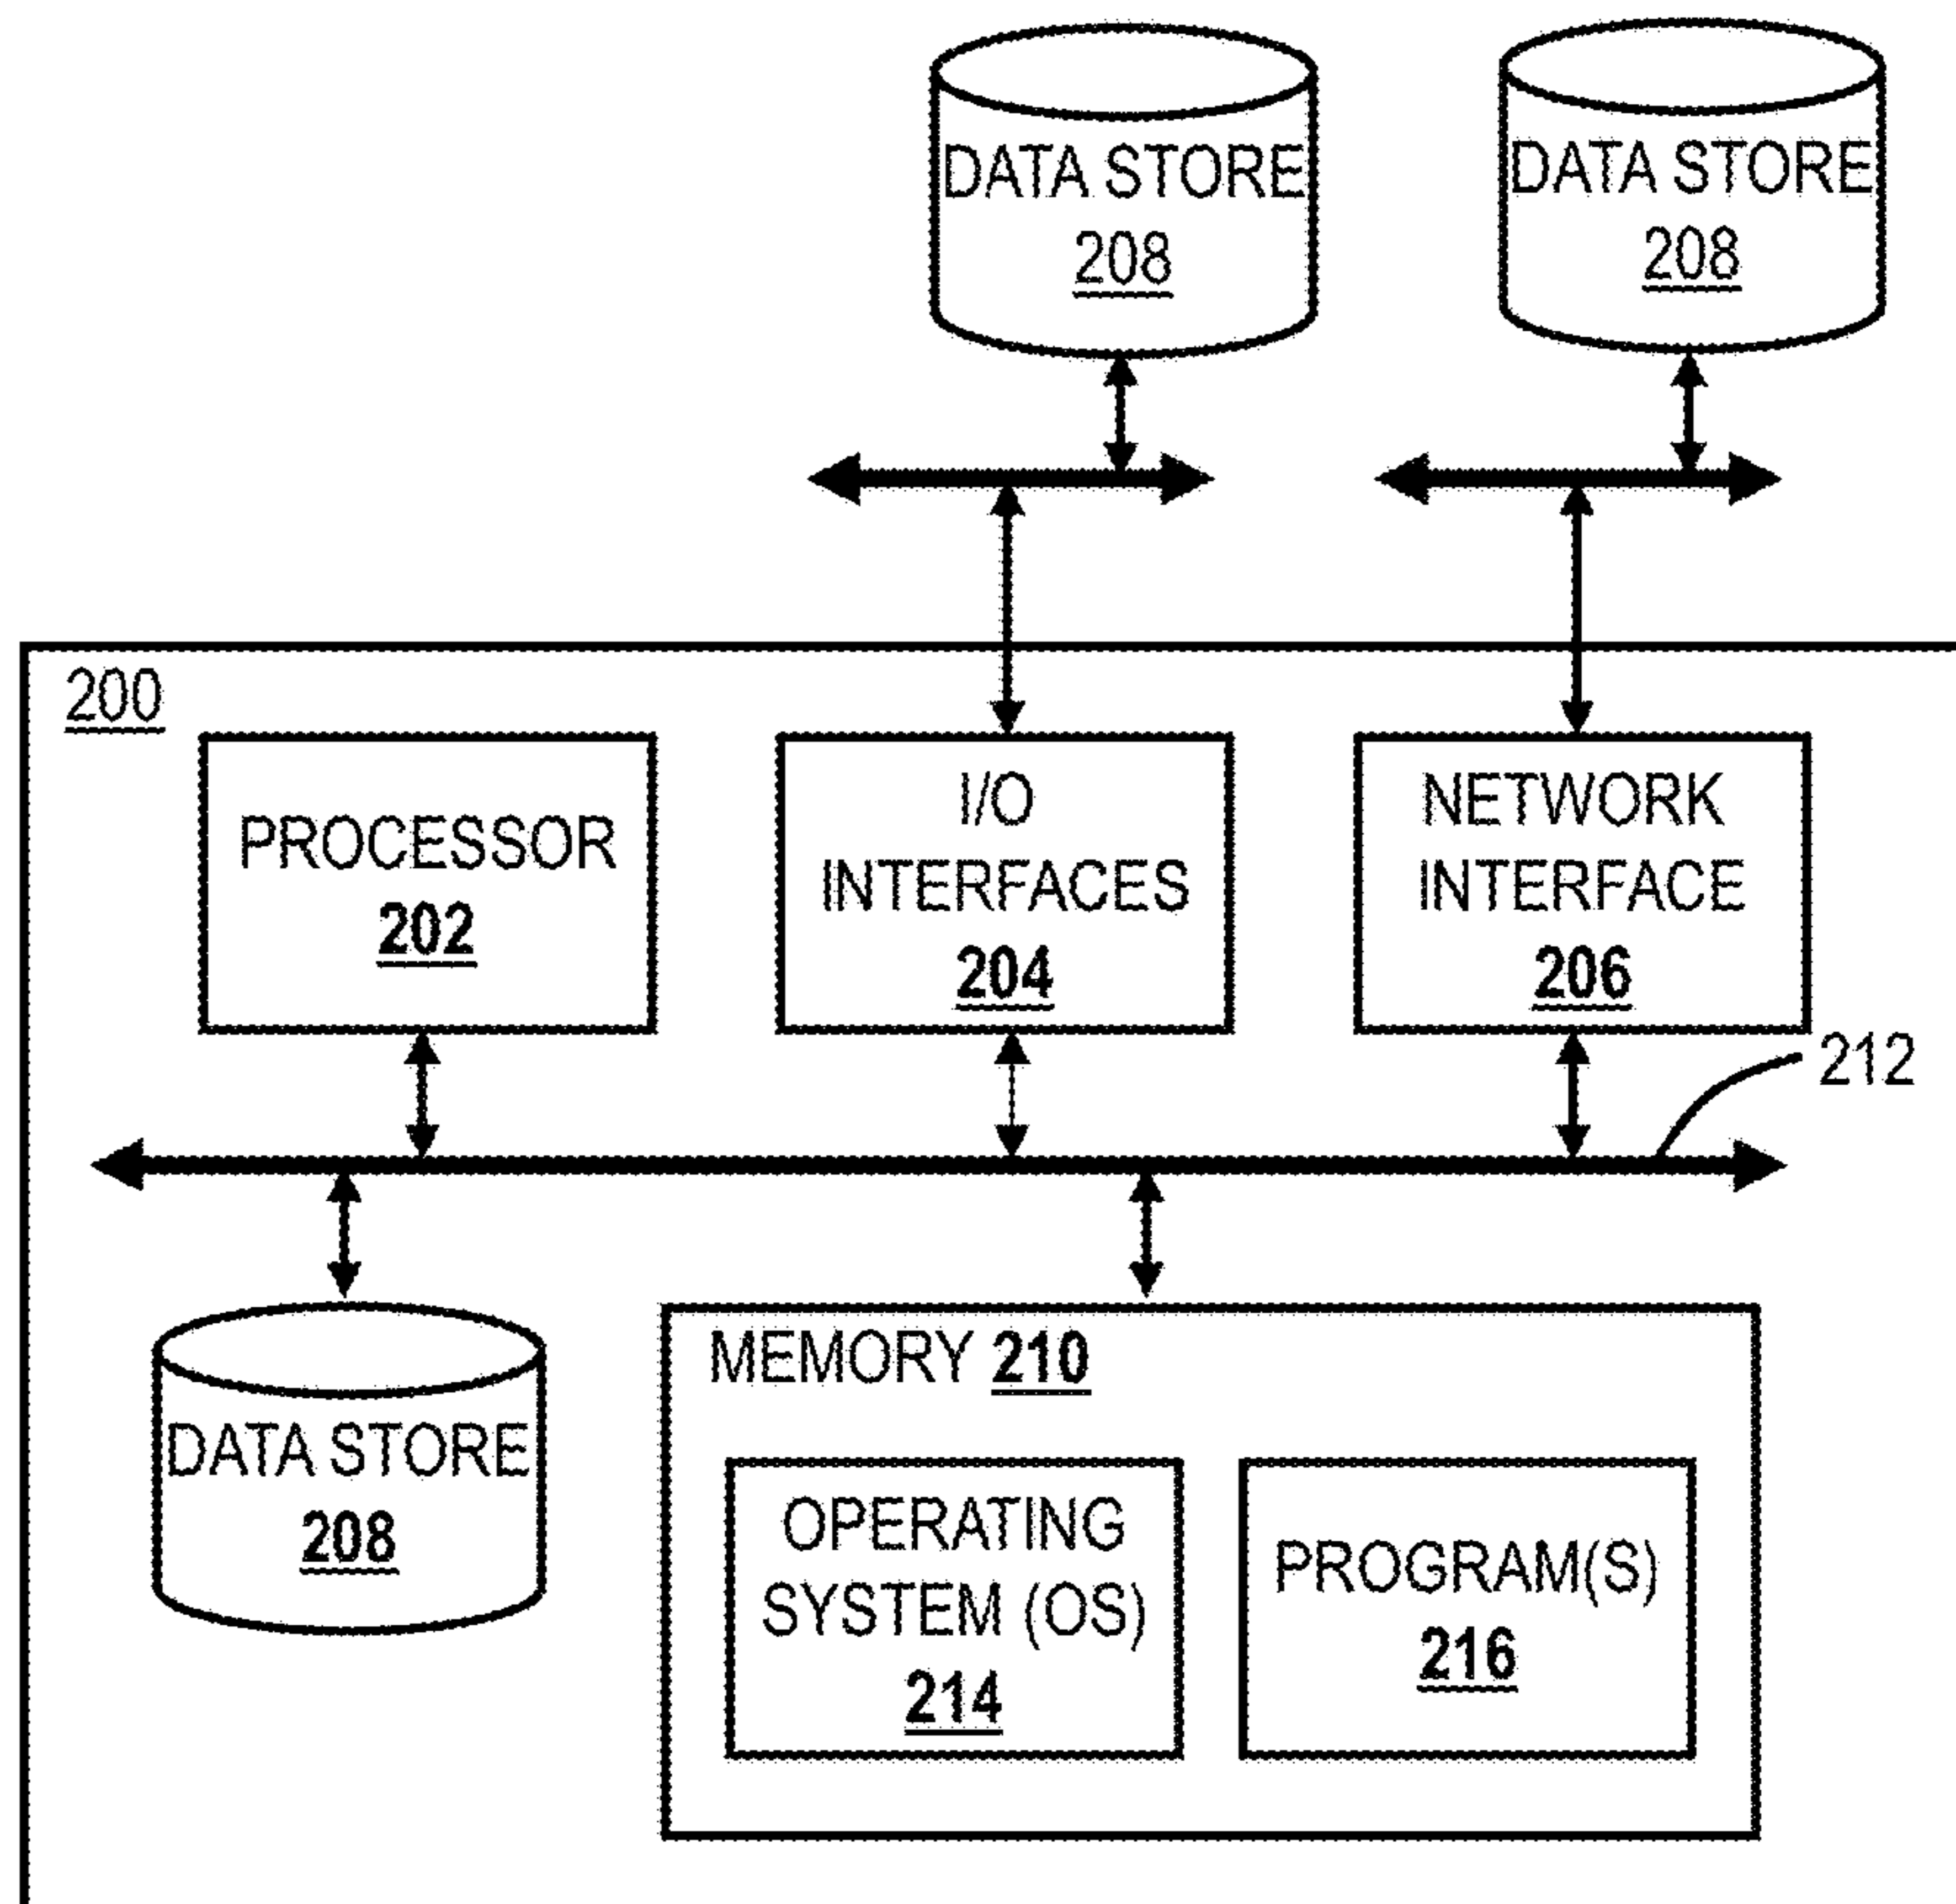 DATA STORE
208
DATA STORE
208
200
PROCESSOR
202
I/O
INTERFACES
204
NETWORK
INTERFACE
206
212
DATA STORE
208
MEMORY 210
OPERATING
SYSTEM (OS)
214
PROGRAM(S)
216